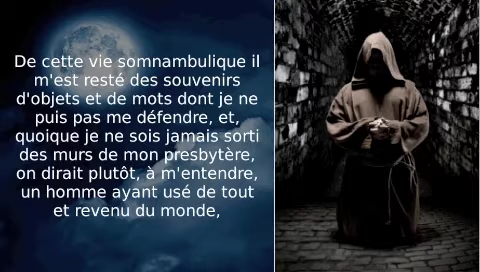 De cette vie somnambulique il
m'est resté des souvenirs
d'objets et de mots dont je ne
puis pas me défendre, et,
quoique je ne sois jamais sorti
des murs de mon presbytère,
on dirait plutôt, à m'entendre,
un homme ayant usé de tout
et revenu du monde,